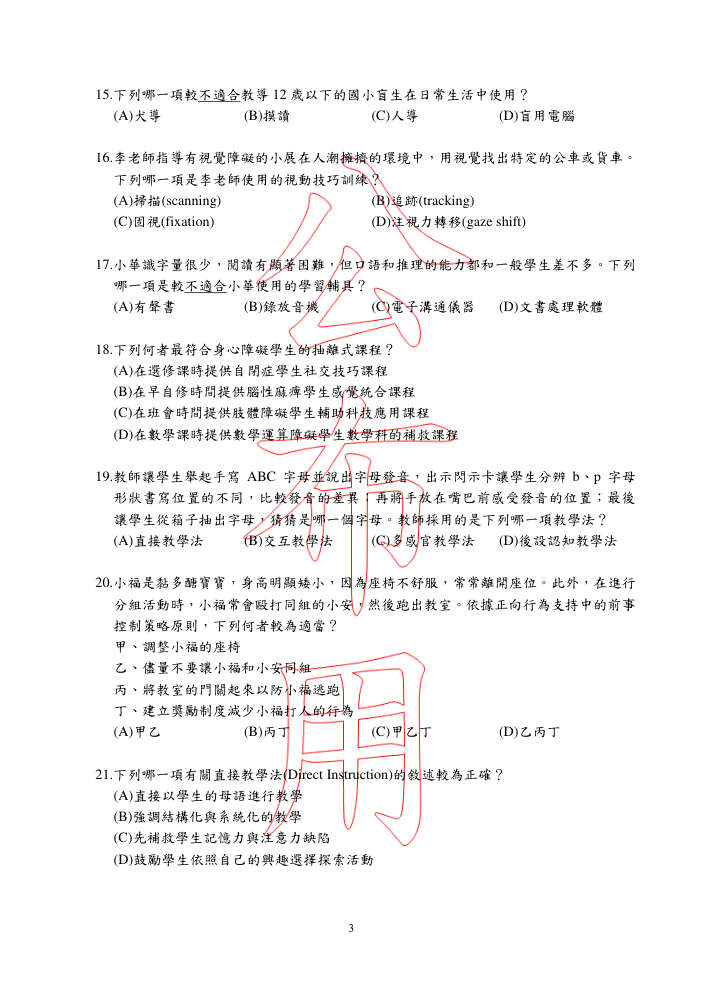 15.下列哪一項較不適合教導 12 歲以下的國小盲生在日常生活中使用？
(A)犬導 (B)摸讀 (C)人導 (D)盲用電腦
16.李老師指導有視覺障礙的小展在人潮擁擠的環境中，用視覺找出特定的公車或貨車。
下列哪一項是李老師使用的視動技巧訓練？
(A)掃描(scanning) (B)追跡(tracking)
(C)固視(fixation) (D)注視力轉移(gaze shift)
17.小華識字量很少，閱讀有顯著困難，但口語和推理的能力都和一般學生差不多。下列
哪一項是較不適合小華使用的學習輔具？
(A)有聲書 (B)錄放音機 (C)電子溝通儀器 (D)文書處理軟體
18.下列何者最符合身心障礙學生的抽離式課程？
(A)在選修課時提供自閉症學生社交技巧課程
(B)在早自修時間提供腦性麻痺學生感覺統合課程
(C)在班會時間提供肢體障礙學生輔助科技應用課程
(D)在數學課時提供數學運算障礙學生數學科的補救課程
19.教師讓學生舉起手寫 ABC 字母並說出字母發音，出示閃示卡讓學生分辨 b、p 字母
形狀書寫位置的不同，比較發音的差異；再將手放在嘴巴前感受發音的位置；最後
讓學生從箱子抽出字母，猜猜是哪一個字母。教師採用的是下列哪一項教學法？
(A)直接教學法 (B)交互教學法 (C)多感官教學法 (D)後設認知教學法
20.小福是黏多醣寶寶，身高明顯矮小，因為座椅不舒服，常常離開座位。此外，在進行
分組活動時，小福常會毆打同組的小安，然後跑出教室。依據正向行為支持中的前事
控制策略原則，下列何者較為適當？
甲、調整小福的座椅
乙、儘量不要讓小福和小安同組
丙、將教室的門關起來以防小福逃跑
丁、建立獎勵制度減少小福打人的行為
(A)甲乙 (B)丙丁 (C)甲乙丁 (D)乙丙丁
21.下列哪一項有關直接教學法(Direct Instruction)的敘述較為正確？
(A)直接以學生的母語進行教學
(B)強調結構化與系統化的教學
(C)先補救學生記憶力與注意力缺陷
(D)鼓勵學生依照自己的興趣選擇探索活動
3
公布用